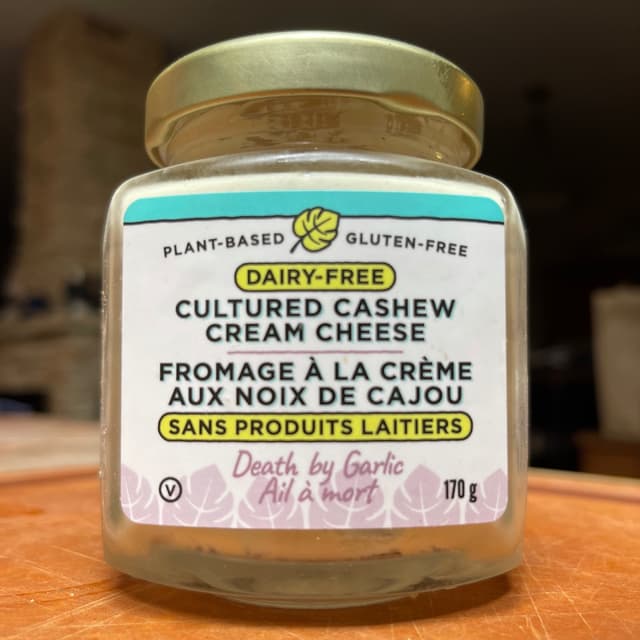 PLANT-BASED GLUTEN-FREE
DAIRY-FREE
CULTURED CASHEW
CREAM CHEESE
FROMAGE À LA CRÈME
AUX NOIX DE CAJOU
SANS PRODUITS LAITIERS
Death by Garlic
Ail à mort
V 170 g